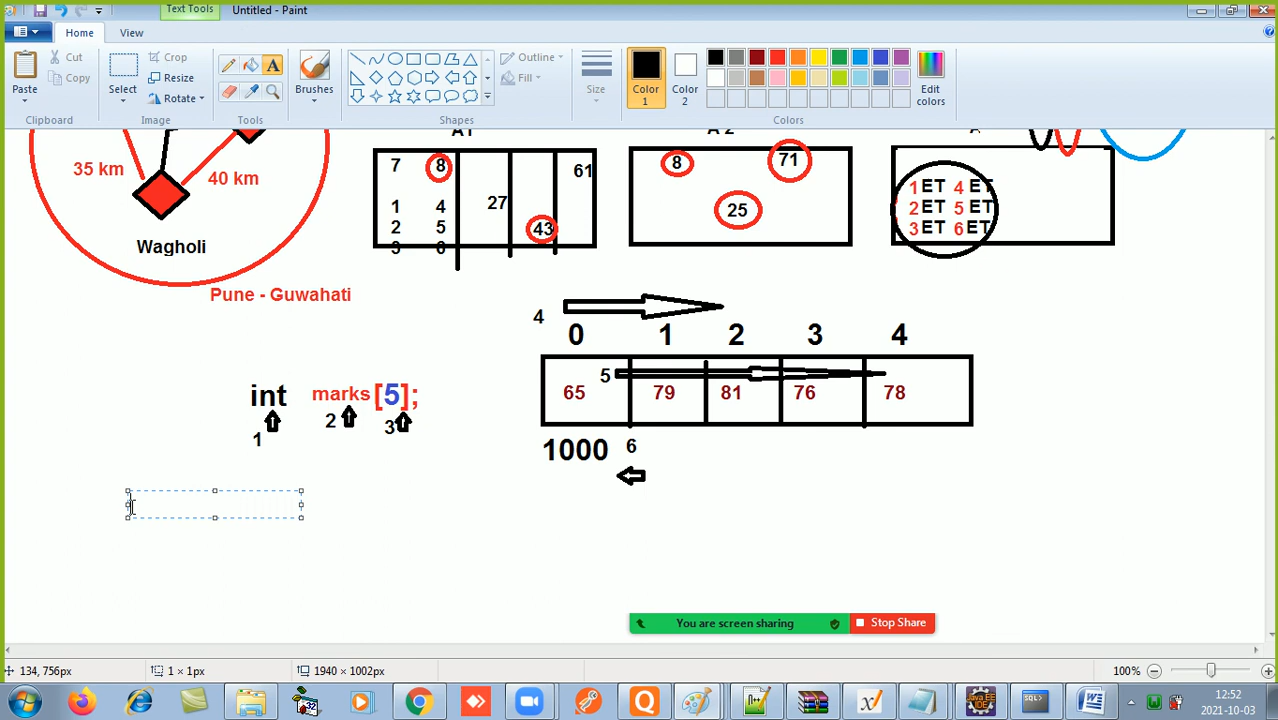 Text Tools
Untitled - Paint
Home
View
Paste
Cut
Copy
Clipboard
Select
Crop
Resize
Rotate
Image
A
Tools
Brushes
Outline
Fill
Shapes
Size
Color 1
Color 2
Edit colors
Colors
35 km
40 km
Wagholi
Pune - Guwahati
7 8 61
1 4 27
2 5 43
3 6
8 71
25
1 ET 4 ET
2 ET 5 ET
3 ET 6 ET
4
0 1 2 3 4
5
65 79 81 76 78
1000 6
int marks [5];
1 2 3
You are screen sharing
Stop Share
134, 756px
1 × 1px
1940 × 1002px
100%
12:52
2021-10-03